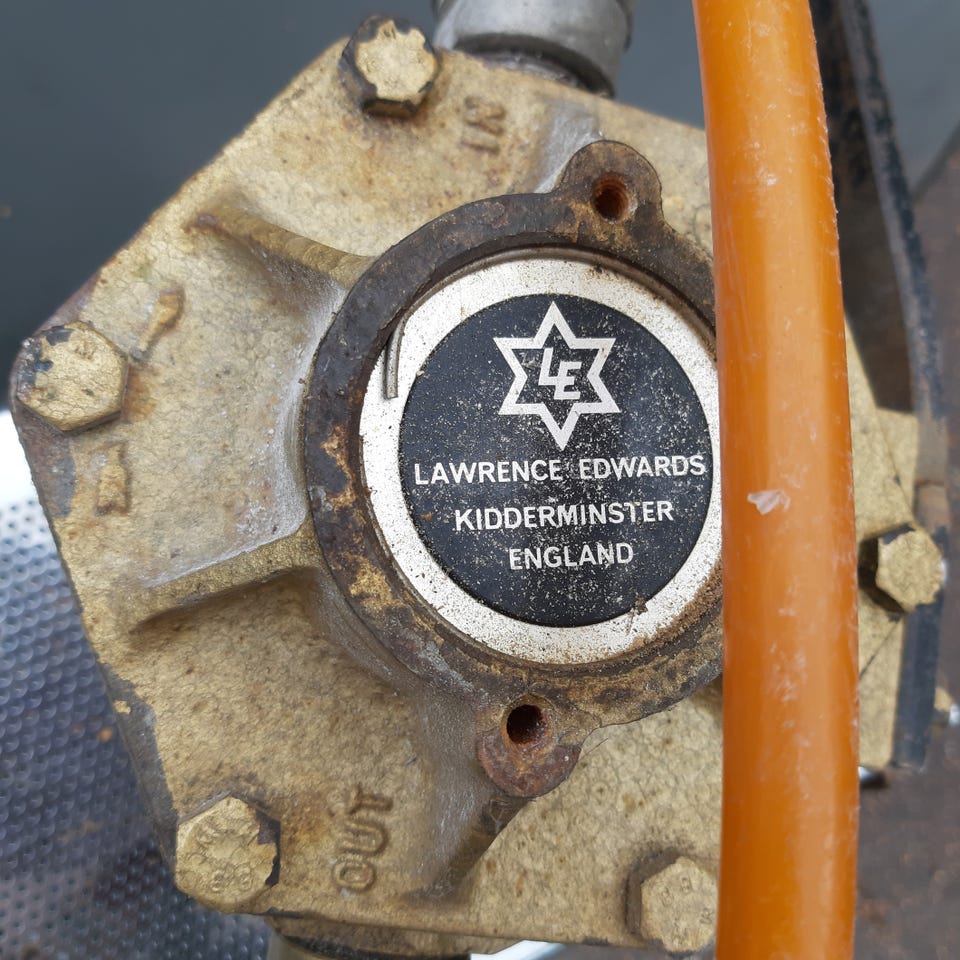 IN
LE
LAWRENCE EDWARDS
KIDDERMINSTER
ENGLAND
OUT